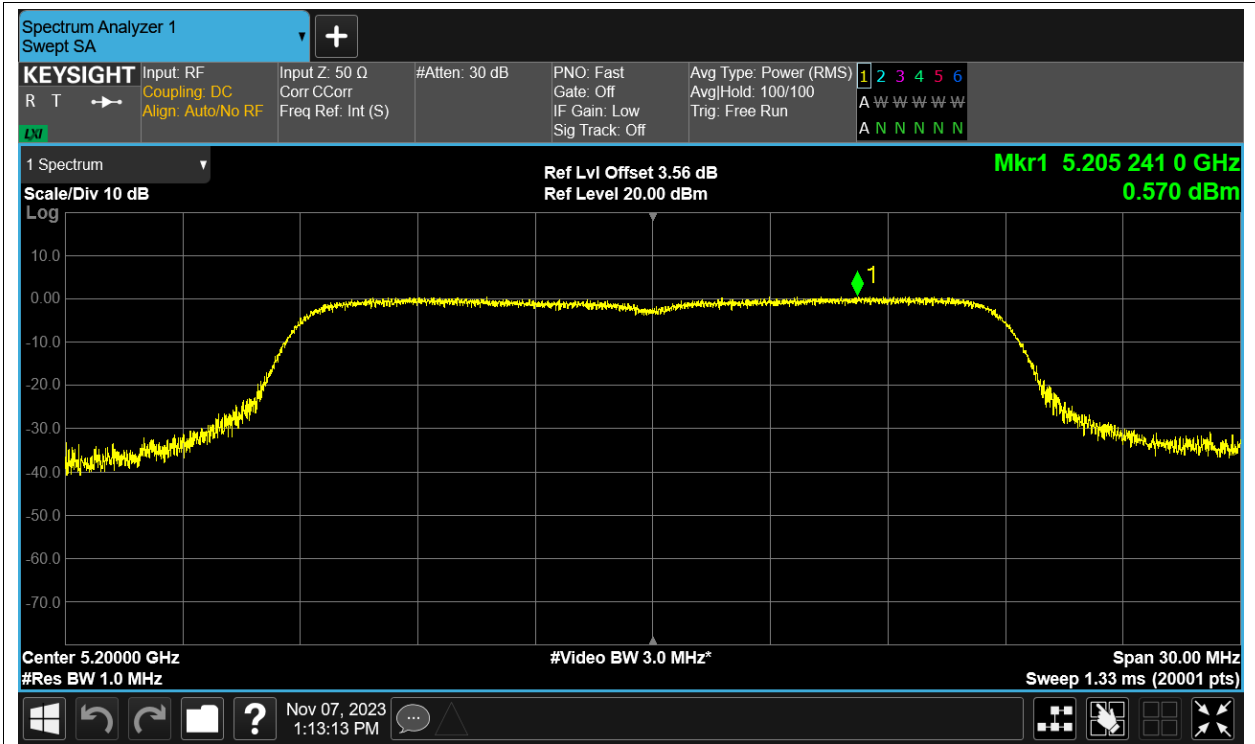 Spectrum Analyzer 1
Swept SA
KEYSIGHT
R T
LXI
Input: RF
Coupling: DC
Align: Auto/No RF
Input Z: 50 Ω
Corr CCorr
Freq Ref: Int (S)
#Atten: 30 dB
PNO: Fast
Gate: Off
IF Gain: Low
Sig Track: Off
Avg Type: Power (RMS)
Avg|Hold: 100/100
Trig: Free Run
1 2 3 4 5 6
A W W W W W
A N N N N N
1 Spectrum
Scale/Div 10 dB
Ref Lvl Offset 3.56 dB
Ref Level 20.00 dBm
Mkr1 5.205 241 0 GHz
0.570 dBm
Log
10.0
0.00
-10.0
-20.0
-30.0
-40.0
-50.0
-60.0
-70.0
1
Center 5.20000 GHz
#Res BW 1.0 MHz
#Video BW 3.0 MHz*
Span 30.00 MHz
Sweep 1.33 ms (20001 pts)
Nov 07, 2023
1:13:13 PM